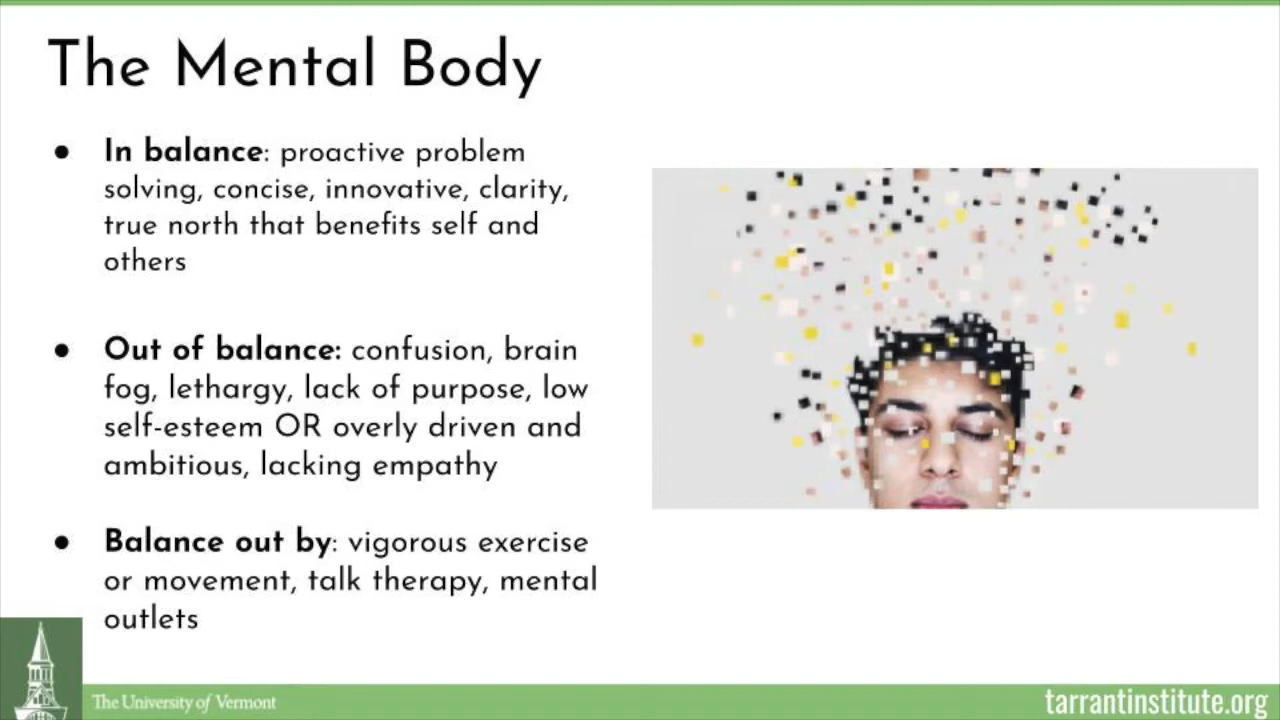 The Mental Body
● In balance: proactive problem
solving, concise, innovative, clarity,
true north that benefits self and
others
● Out of balance: confusion, brain
fog, lethargy, lack of purpose, low
self-esteem OR overly driven and
ambitious, lacking empathy
● Balance out by: vigorous exercise
or movement, talk therapy, mental
outlets
The University of Vermont
tarrantinstitute.org